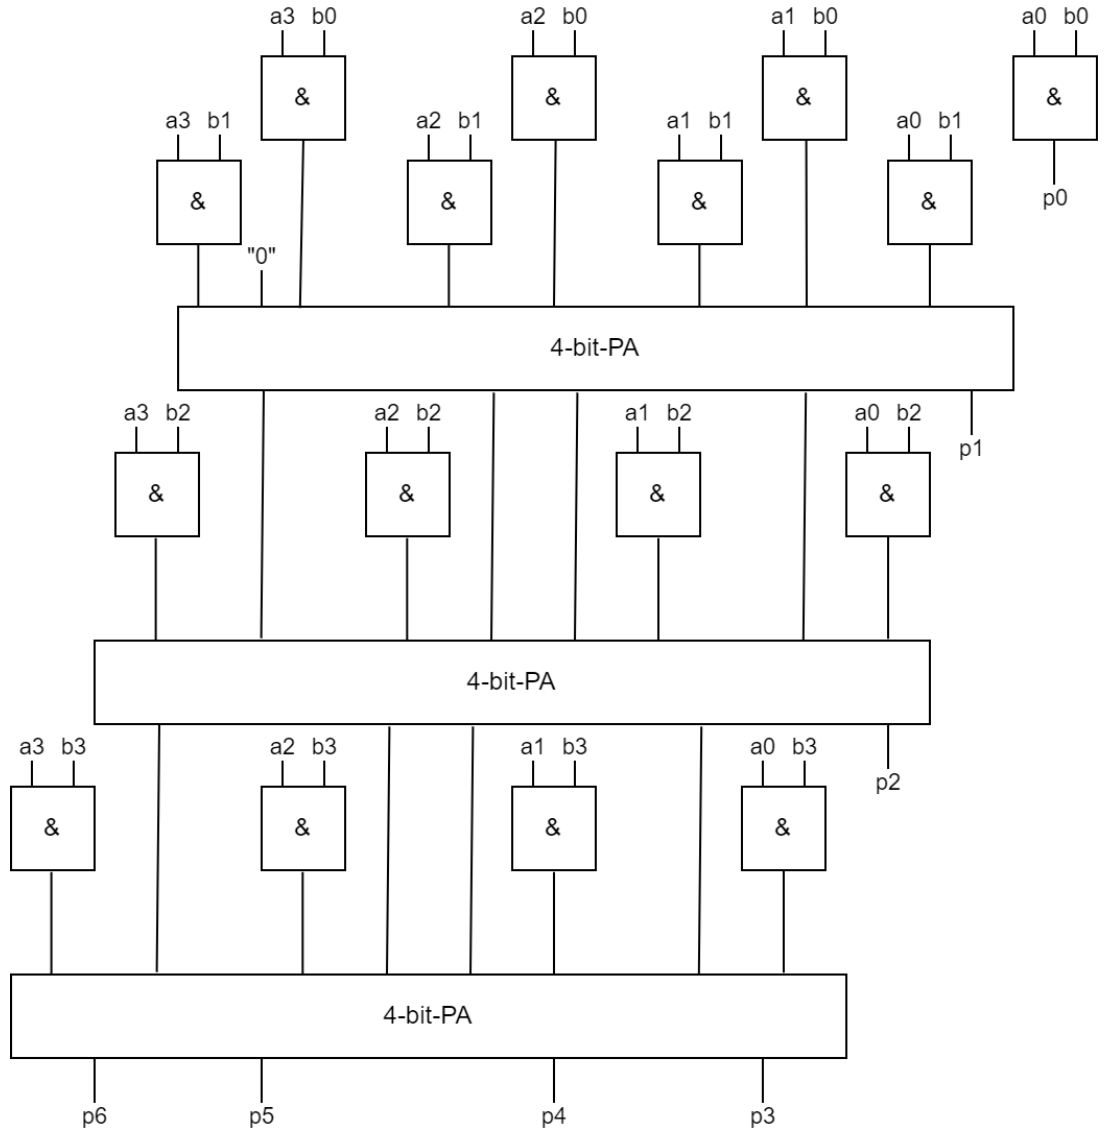 a3 b0 a2 b0 a1 b0 a0 b0
& & & &
a3 b1 a2 b1 a1 b1 a0 b1
& & & &
p0
"0"
4-bit-PA
a3 b2 a2 b2 a1 b2 a0 b2
p1
& & & &
4-bit-PA
a3 b3 a2 b3 a1 b3 a0 b3
p2
& & & &
4-bit-PA
p6 p5 p4 p3